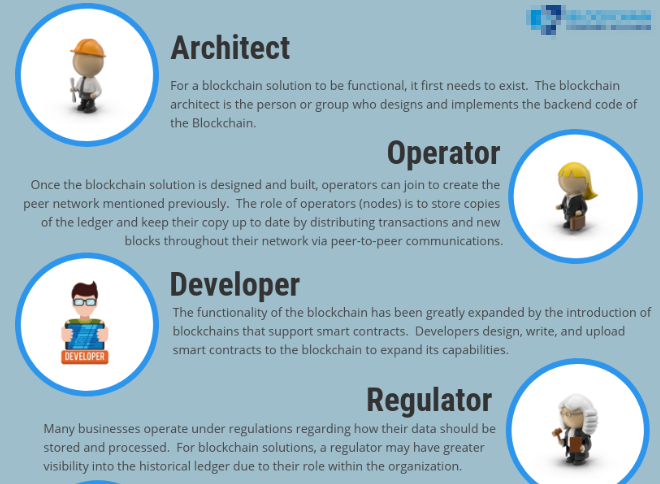 Architect
For a blockchain solution to be functional, it first needs to exist. The blockchain
architect is the person or group who designs and implements the backend code of
the Blockchain.
Operator
Once the blockchain solution is designed and built, operators can join to create the
peer network mentioned previously. The role of operators (nodes) is to store copies
of the ledger and keep their copy up to date by distributing transactions and new
blocks throughout their network via peer-to-peer communications.
Developer
The functionality of the blockchain has been greatly expanded by the introduction of
blockchains that support smart contracts. Developers design, write, and upload
smart contracts to the blockchain to expand its capabilities.
DEVELOPER
Regulator
Many businesses operate under regulations regarding how their data should be
stored and processed. For blockchain solutions, a regulator may have greater
visibility into the historical ledger due to their role within the organization.